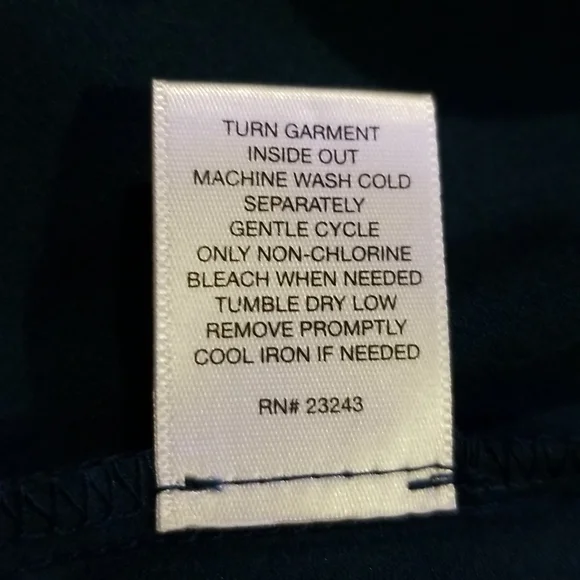 TURN GARMENT
INSIDE OUT
MACHINE WASH COLD
SEPARATELY
GENTLE CYCLE
ONLY NON-CHLORINE
BLEACH WHEN NEEDED
TUMBLE DRY LOW
REMOVE PROMPTLY
COOL IRON IF NEEDED
RN# 23243